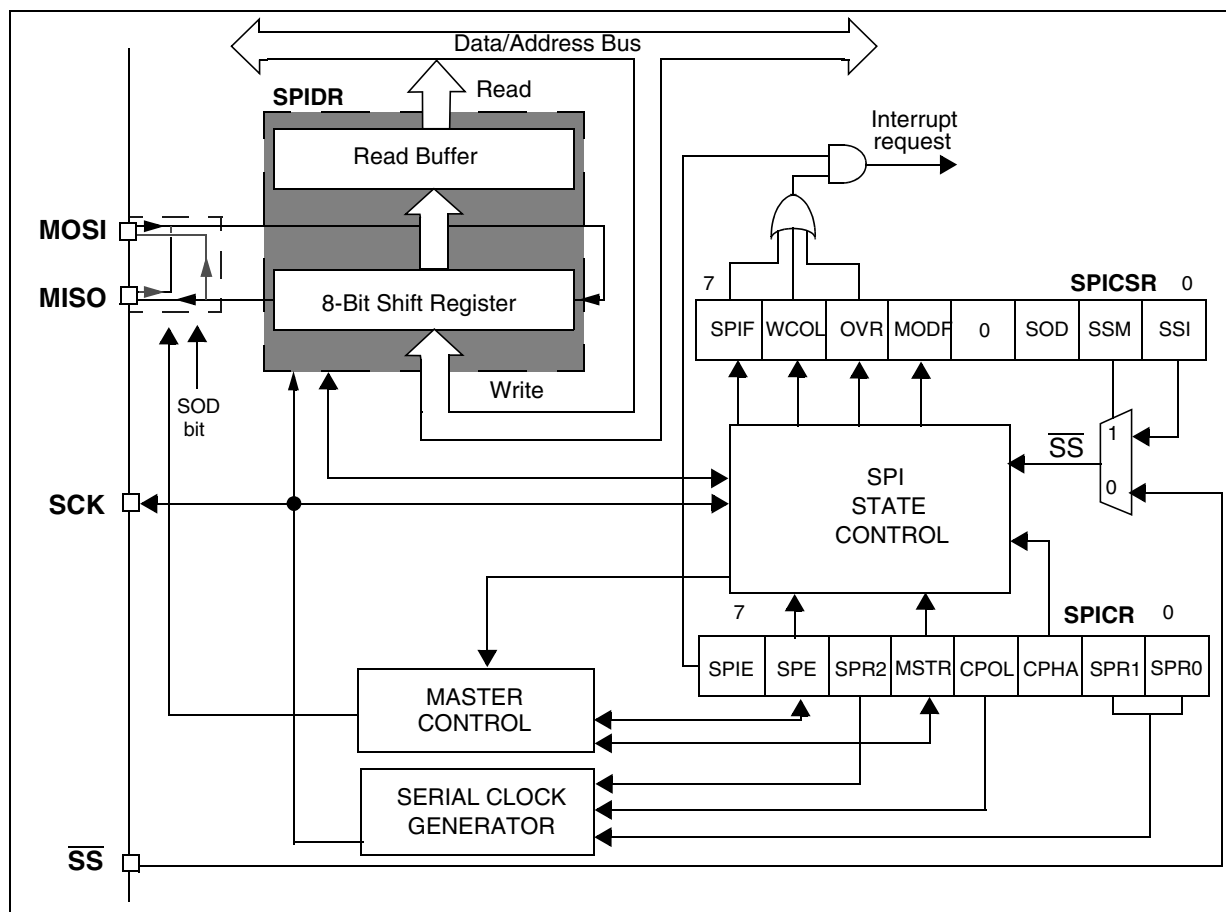 Data/Address Bus
SPIDR
Read
Read Buffer
Interrupt
request
MOSI
MISO
8-Bit Shift Register
7
SPICSR
0
SPIF
WCOL
OVR
MODF
0
SOD
SSM
SSI
Write
SOD
bit
1
SS
0
SCK
SPI
STATE
CONTROL
7
SPICR
0
SPIE
SPE
SPR2
MSTR
CPOL
CPHA
SPR1
SPR0
MASTER
CONTROL
SERIAL CLOCK
GENERATOR
SS